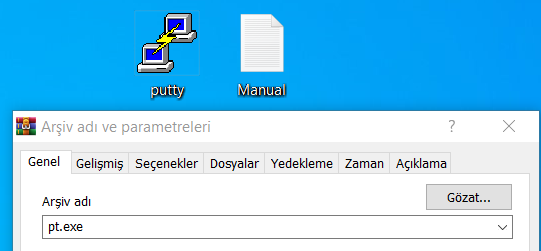 putty
Manual
Arşiv adı ve parametreleri
Genel
Gelişmiş
Seçenekler
Dosyalar
Yedekleme
Zaman
Açıklama
Arşiv adı
Gözat...
pt.exe